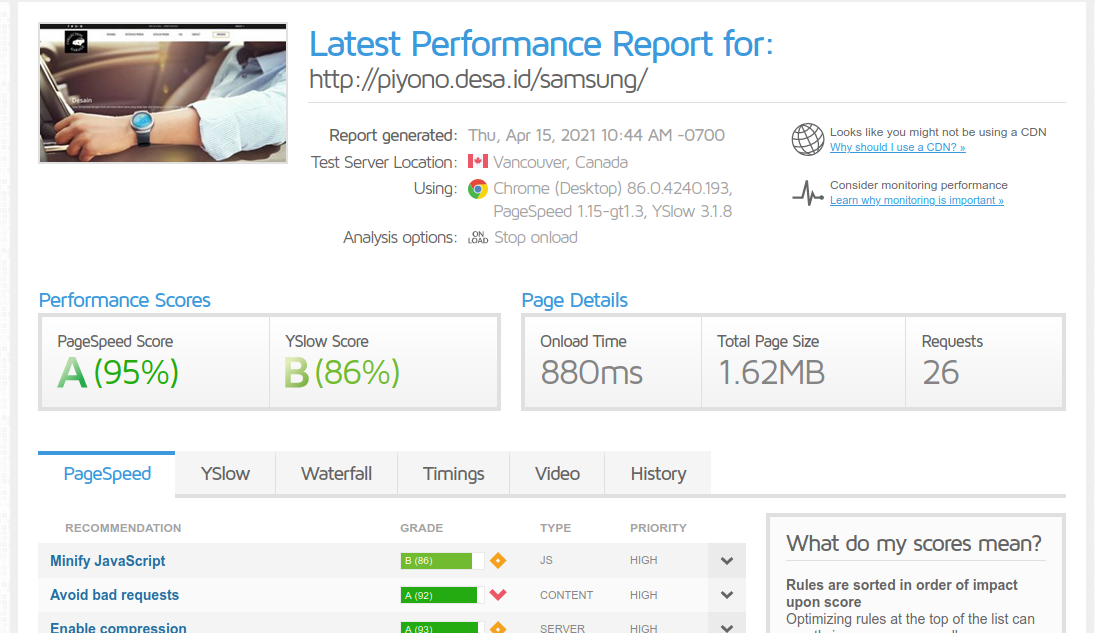 Latest Performance Report for:
http://piyono.desa.id/samsung/
Desain
Report generated: Thu, Apr 15, 2021 10:44 AM -0700
Test Server Location: Vancouver, Canada
Using: Chrome (Desktop) 86.0.4240.193,
PageSpeed 1.15-gt1.3, YSlow 3.1.8
Analysis options: ON LOAD Stop onload
Looks like you might not be using a CDN
Why should I use a CDN? »
Consider monitoring performance
Learn why monitoring is important »
Performance Scores
PageSpeed Score
A (95%)
YSlow Score
B (86%)
Page Details
Onload Time
880ms
Total Page Size
1.62MB
Requests
26
PageSpeed YSlow Waterfall Timings Video History
RECOMMENDATION GRADE TYPE PRIORITY
Minify JavaScript B (86) JS HIGH
Avoid bad requests A (92) CONTENT HIGH
Enable compression A (93) SERVER HIGH
What do my scores mean?
Rules are sorted in order of impact
upon score
Optimizing rules at the top of the list can